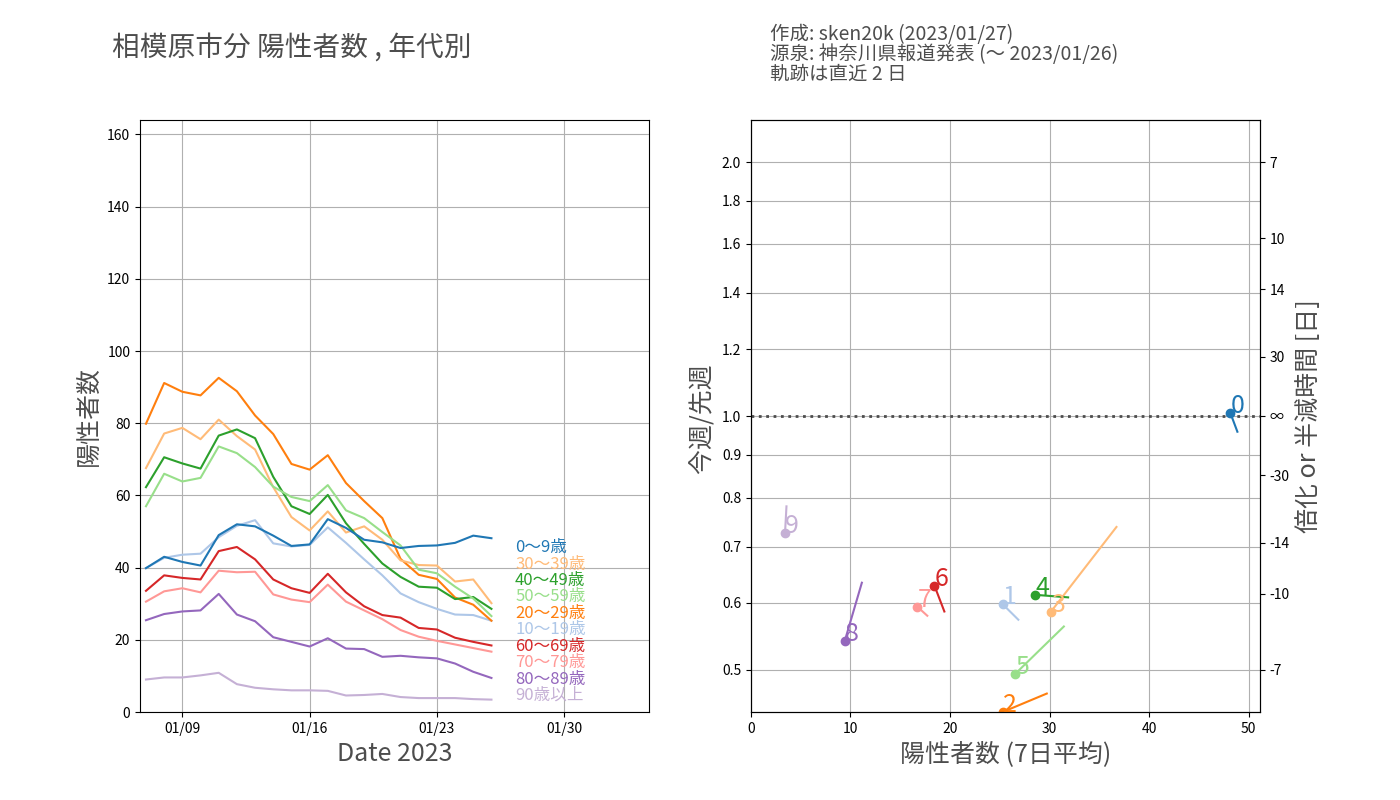 相模原市分 陽性者数 , 年代別
作成: sken20k (2023/01/27)
源泉: 神奈川県報道発表 (～ 2023/01/26)
軌跡は直近 2 日
陽性者数
160
140
120
100
80
60
40
20
0
01/09
01/16
01/23
01/30
Date 2023
0～9歳
30～39歳
40～49歳
50～59歳
20～29歳
10～19歳
60～69歳
70～79歳
80～89歳
90歳以上
今週/先週
2.0
1.8
1.6
1.4
1.2
1.0
0.9
0.8
0.7
0.6
0.5
0
10
20
30
40
50
陽性者数 (7日平均)
7
10
14
30
∞
-30
-14
-10
-7
倍化 or 半減時間 [日]
0
9
6
7
1
4
3
8
5
2